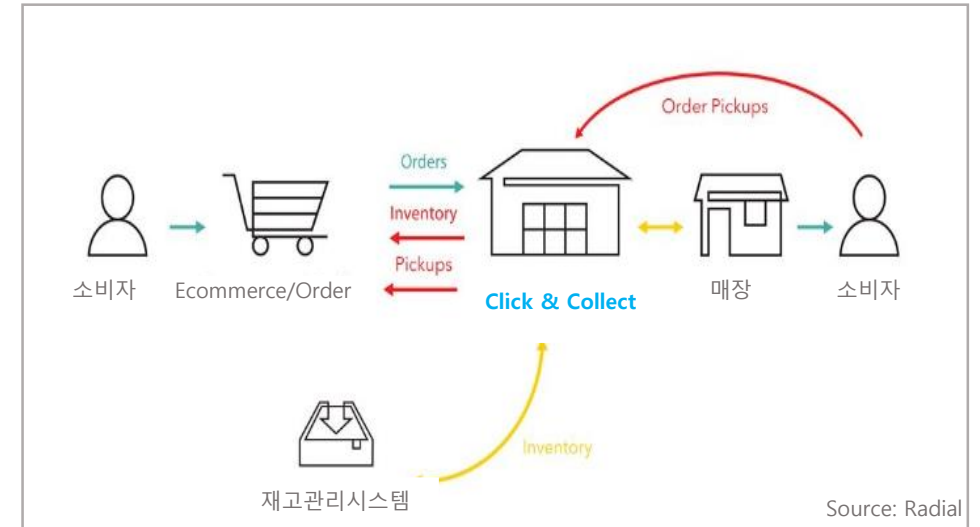 Order Pickups
Orders
Inventory
Pickups
소비자
Ecommerce/Order
Click & Collect
매장
소비자
Inventory
재고관리시스템
Source: Radial